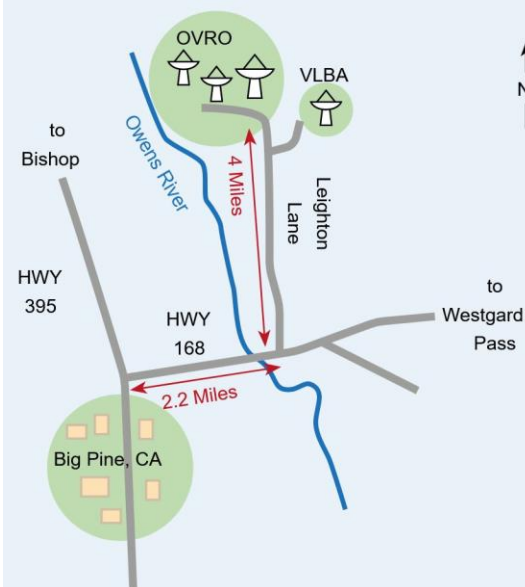 OVRO
VLBA
N
to
Bishop
Owens River
4 Miles
Leighton
Lane
HWY
395
HWY
168
to
Westgard
Pass
2.2 Miles
Big Pine, CA